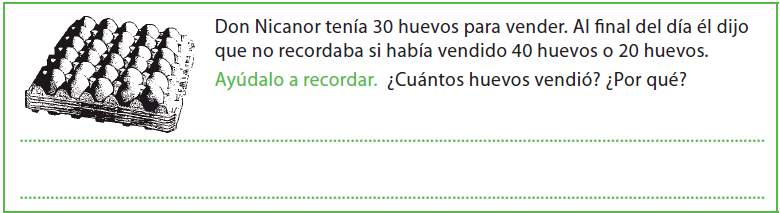 Don Nicanor tenía 30 huevos para vender. Al final del día él dijo
que no recordaba si había vendido 40 huevos o 20 huevos.
Ayúdalo a recordar. ¿Cuántos huevos vendió? ¿Por qué?